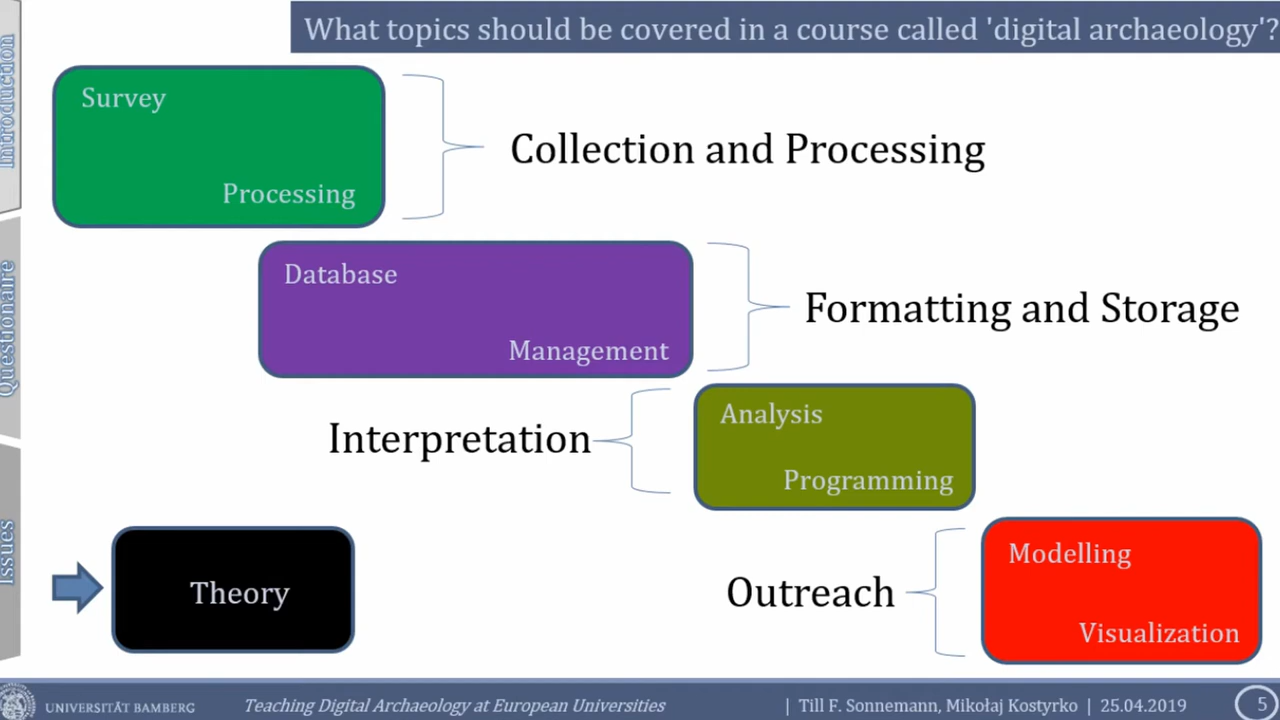 What topics should be covered in a course called 'digital archaeology'?
Introduction
Questionaire
Issues
Survey
Processing
Collection and Processing
Database
Management
Formatting and Storage
Interpretation
Analysis
Programming
Theory
Outreach
Modelling
Visualization
UNIVERSITÄT BAMBERG
Teaching Digital Archaeology at European Universities
| Till F. Sonnemann, Mikołaj Kostyrko | 25.04.2019
5